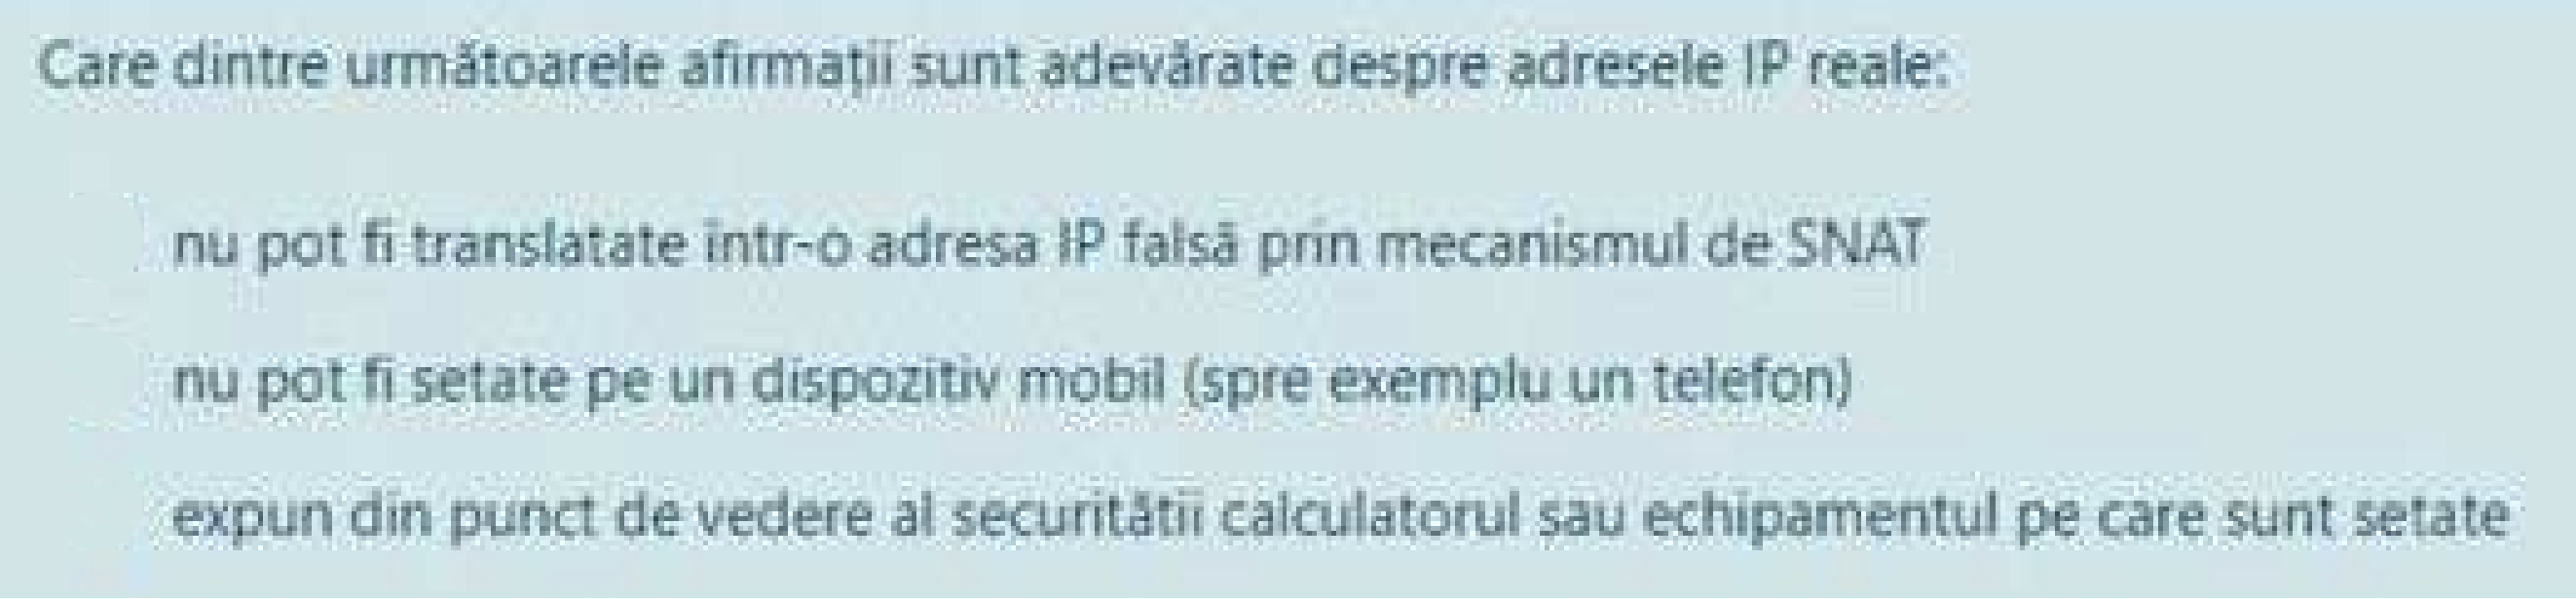 Care dintre următoarele afirmații sunt adevărate despre adresele IP reale:
nu pot fi translatate într-o adresa IP falsă prin mecanismul de SNAT
nu pot fi setate pe un dispozitiv mobil (spre exemplu un telefon)
expun din punct de vedere al securitătii calculatorul sau echipamentul pe care sunt setate